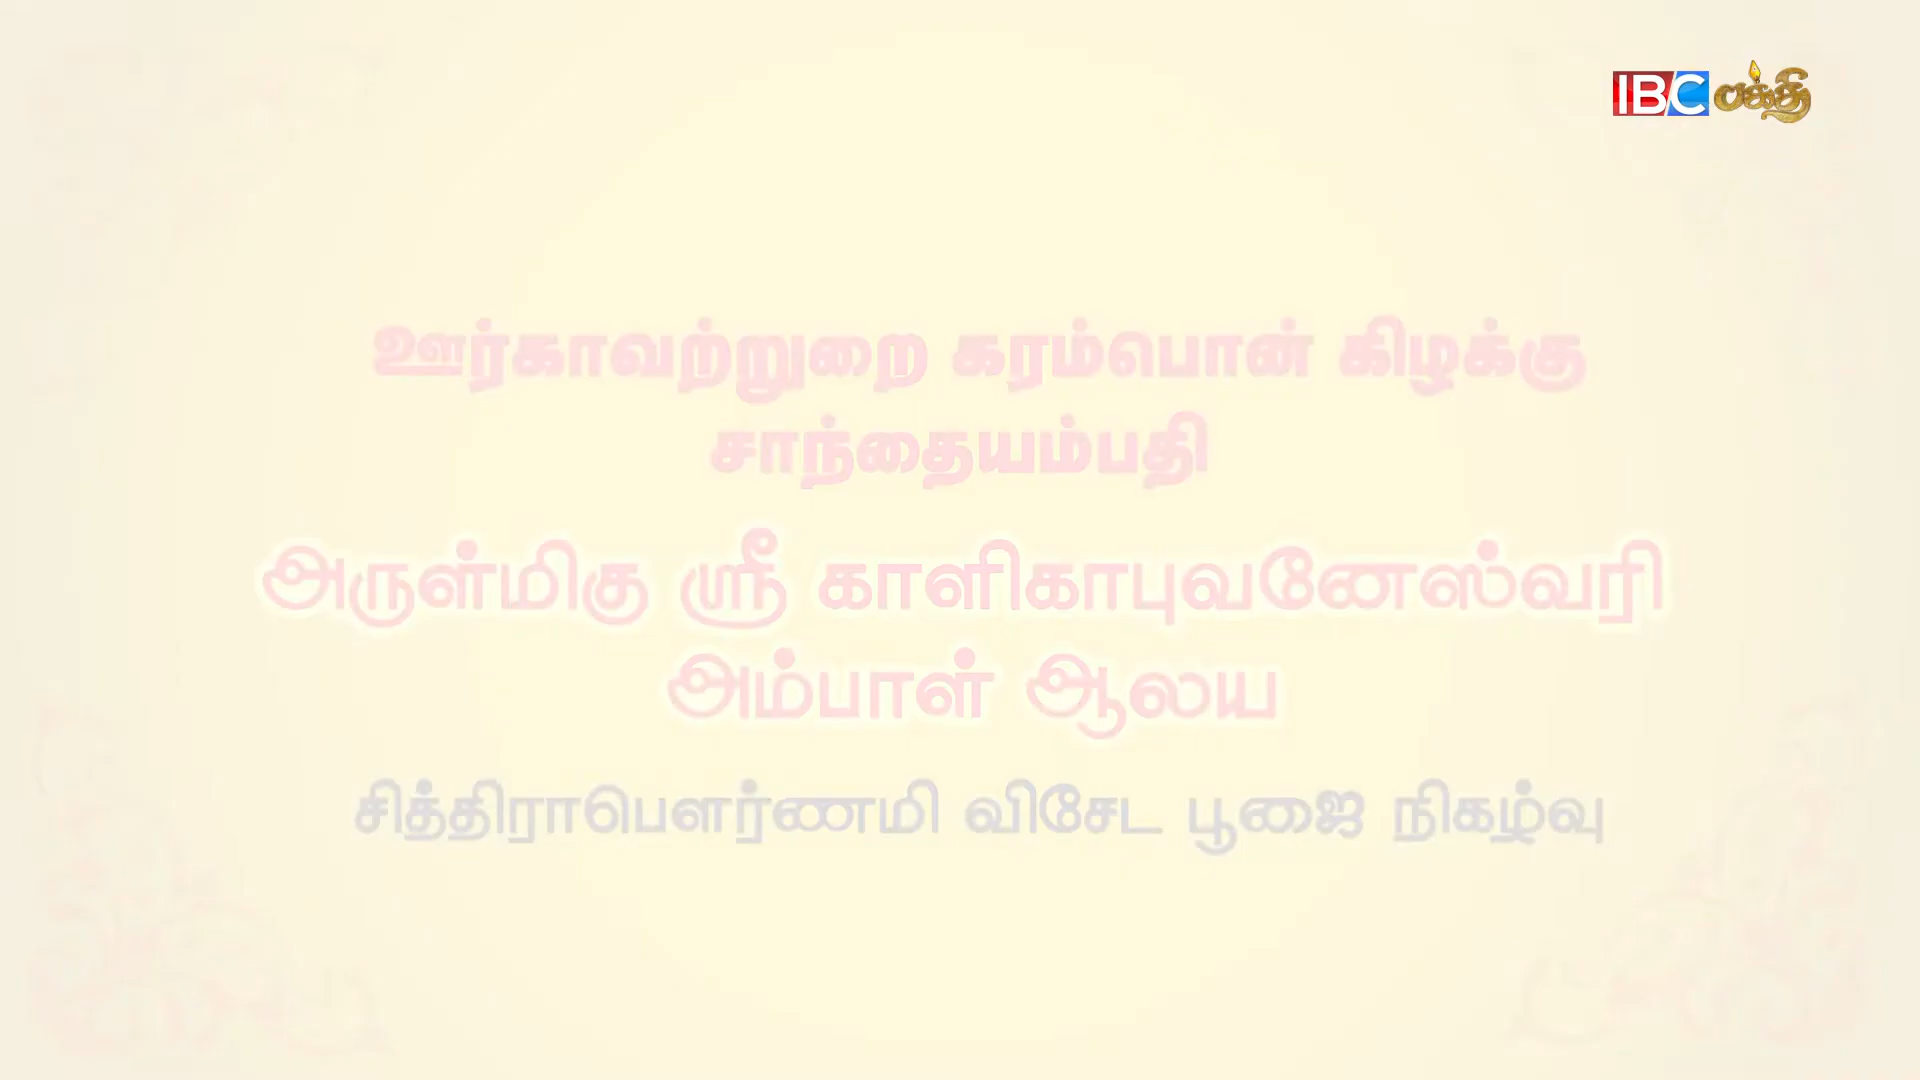 IBC பக்தி
ஊர்காவற்றுறை கரம்பொன் கிழக்கு
சாந்தையம்பதி
அருள்மிகு ஸ்ரீ காளிகாபுவனேஸ்வரி
அம்பாள் ஆலய
சித்திராபௌர்ணமி விசேட பூஜை நிகழ்வு